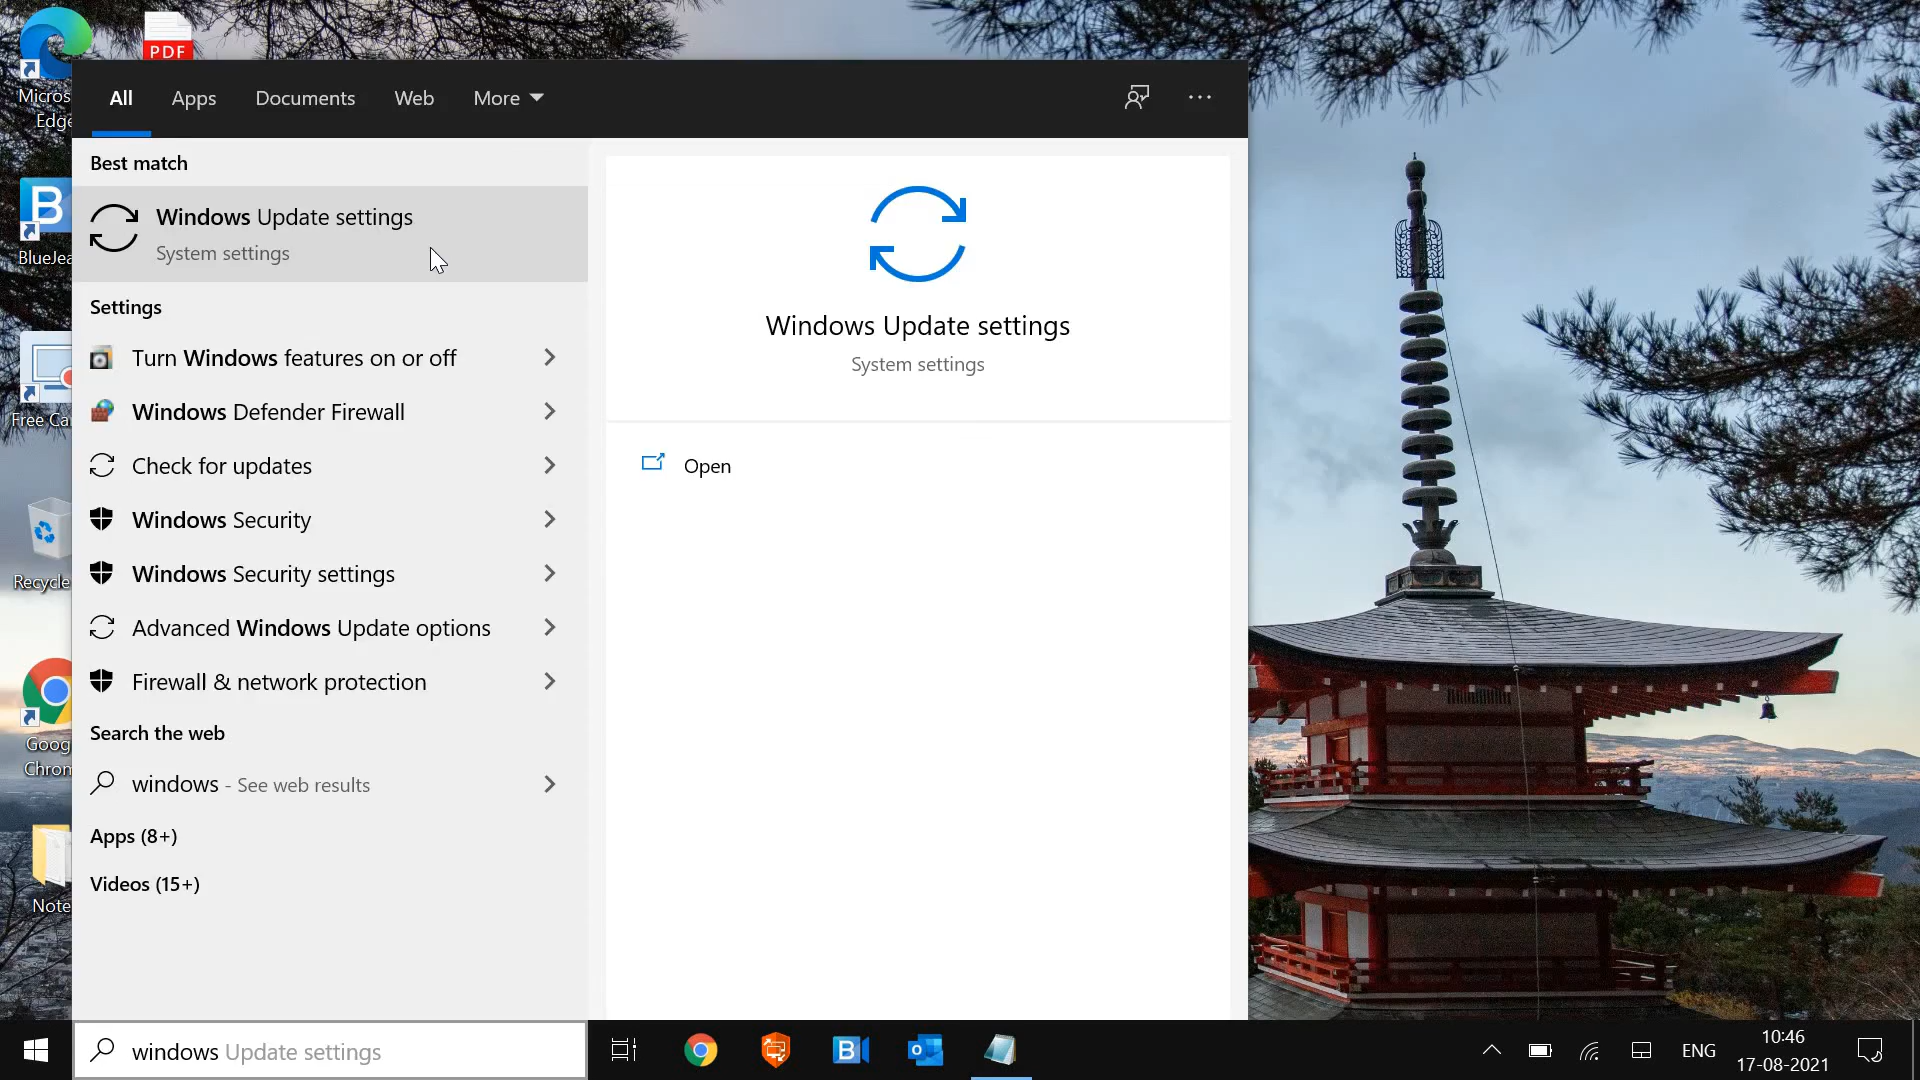 PDF
Micros
Edge
BlueJea
Free Ca
Recycle
Goog
Chrom
Note
All
Apps
Documents
Web
More
Best match
Windows Update settings
System settings
Settings
Turn Windows features on or off
Windows Defender Firewall
Check for updates
Windows Security
Windows Security settings
Advanced Windows Update options
Firewall & network protection
Search the web
windows - See web results
Apps (8+)
Videos (15+)
Windows Update settings
System settings
Open
windows Update settings
ENG
10:46
17-08-2021